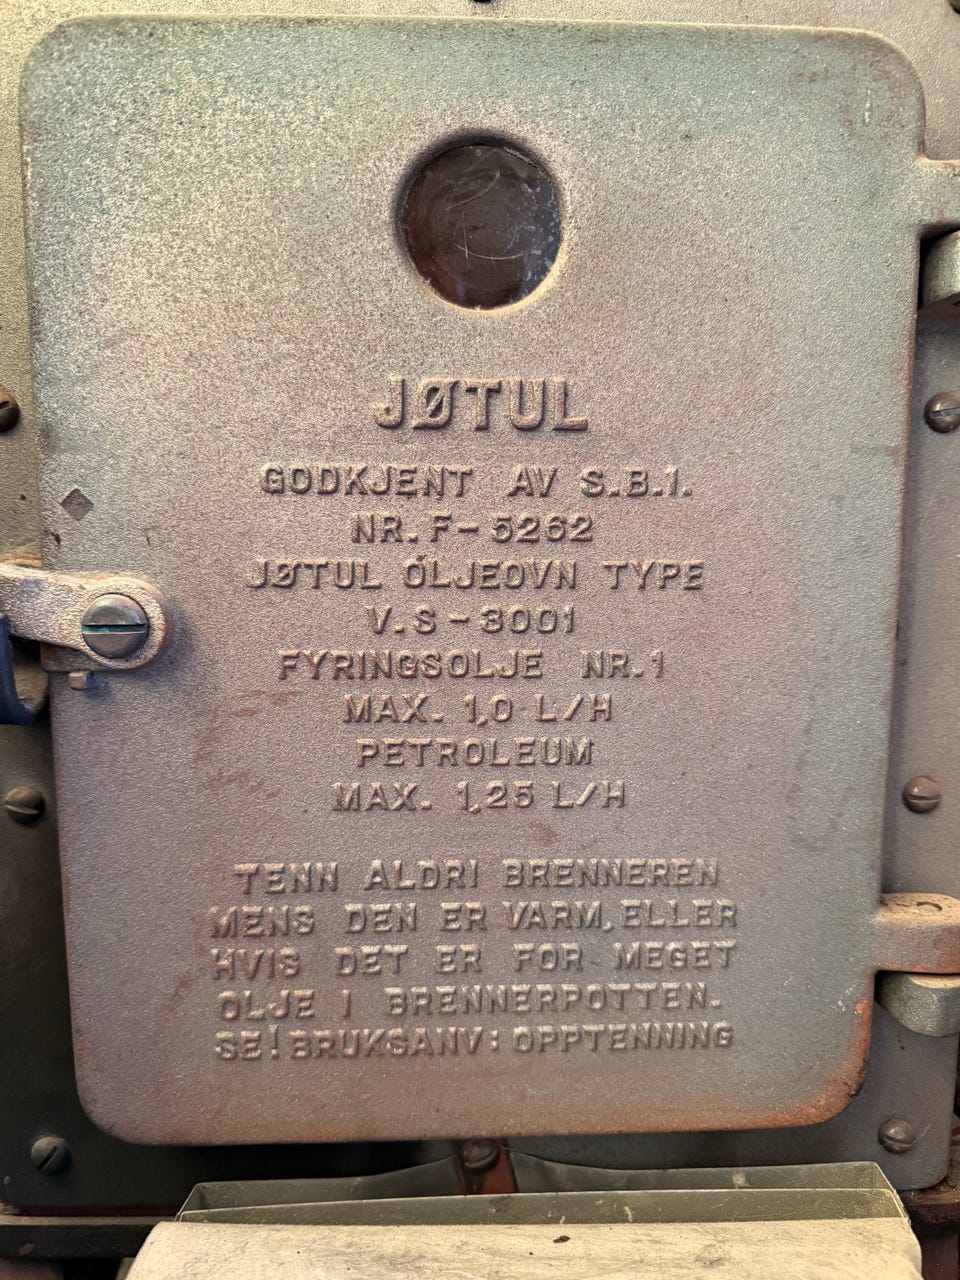 JØTUL
GODKJENT AV S.B.I.
NR. F-5262
JØTUL OLJEOVN TYPE
V.S-3001
FYRINGSOLJE NR.1
MAX. 1,0 L/H
PETROLEUM
MAX. 1,25 L/H
TENN ALDRI BRENNEREN
MENS DEN ER VARM, ELLER
HVIS DET ER FOR MEGET
OLJE I BRENNERPOTTEN.
SE! BRUKSANV: OPPTENNING